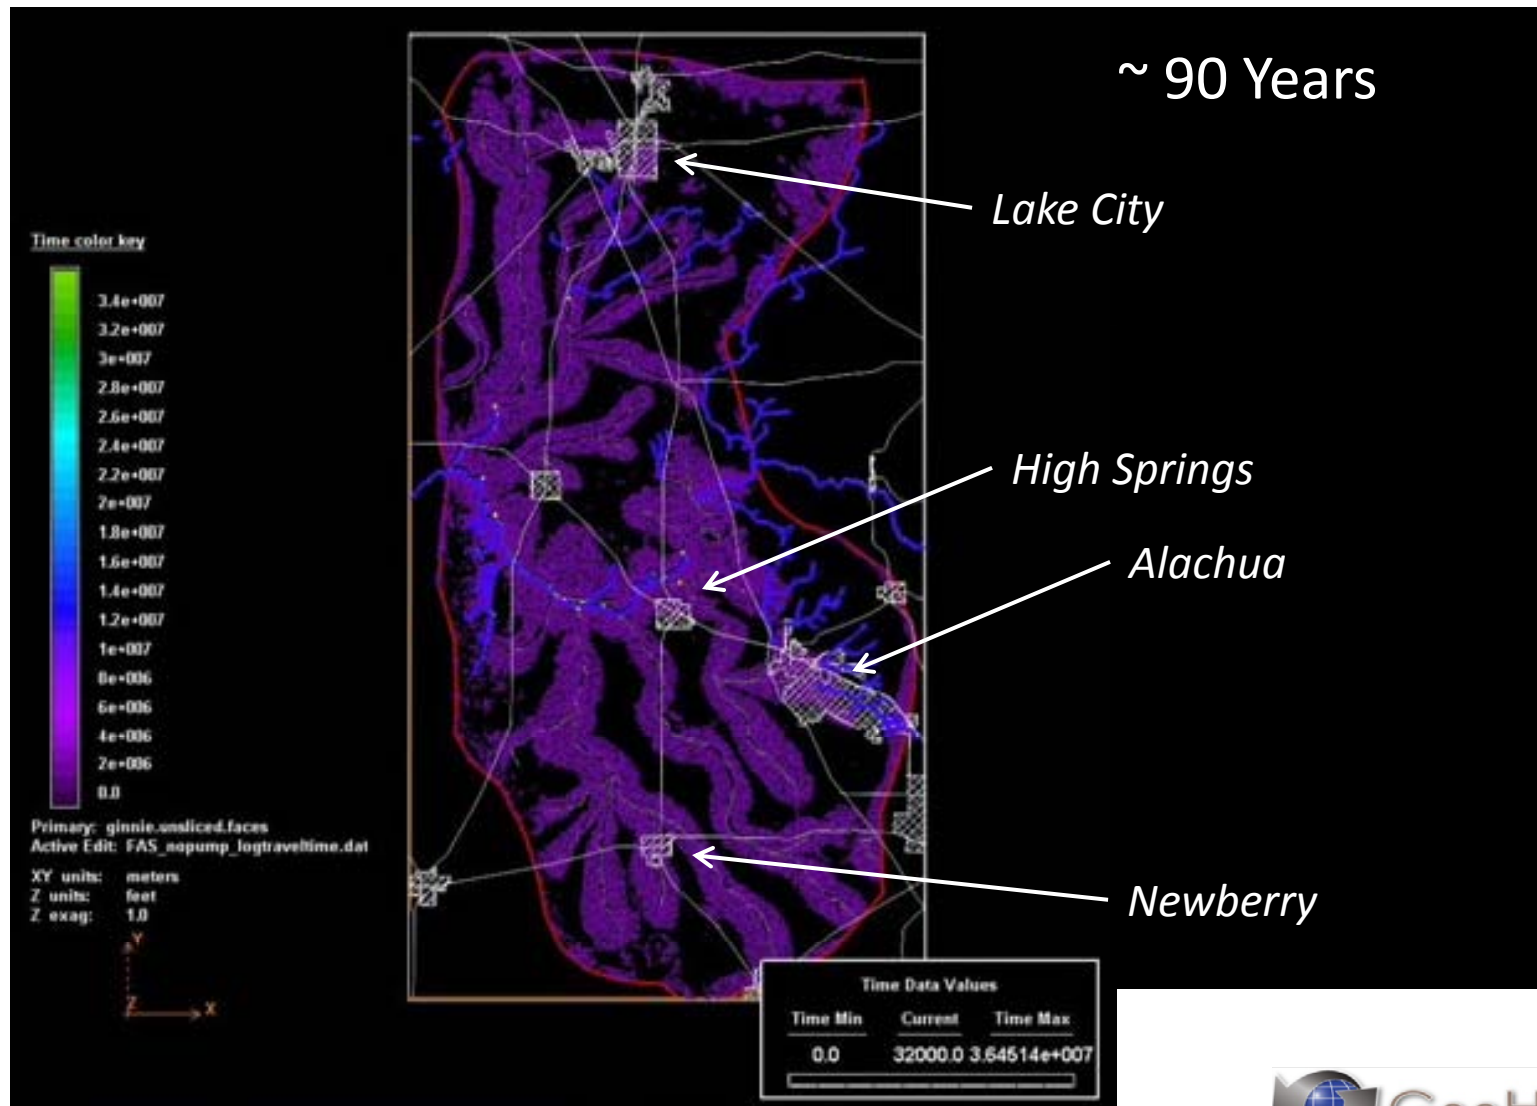 ~ 90 Years
Lake City
High Springs
Alachua
Newberry
Time color key
3.4e+007
3.2e+007
3e+007
2.8e+007
2.6e+007
2.4e+007
2.2e+007
2e+007
1.8e+007
1.6e+007
1.4e+007
1.2e+007
1e+007
8e+006
6e+006
4e+006
2e+006
0.0
Primary: ginnie.unsliced.faces
Active Edit: FAS_nopump_logtraveltime.dat
XY units: meters
Z units: feet
Z exag: 1.0
Y
Z
X
Time Data Values
Time Min Current Time Max
0.0 32000.0 3.64514e+007